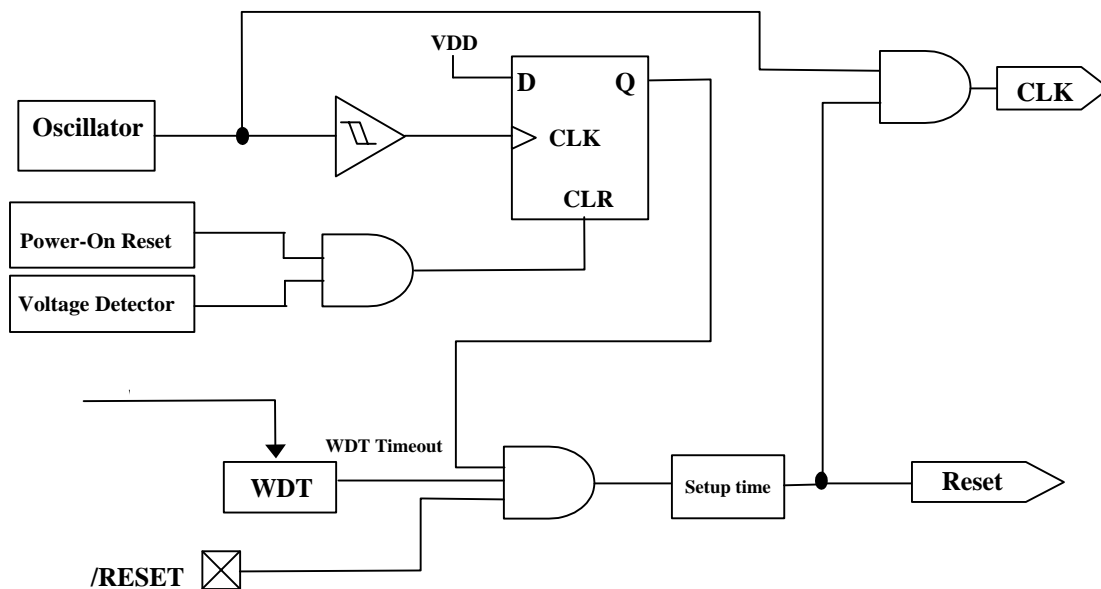 VDD
D
Q
CLK
Oscillator
CLK
CLR
Power-On Reset
Voltage Detector
WDT Timeout
WDT
Setup time
Reset
/RESET